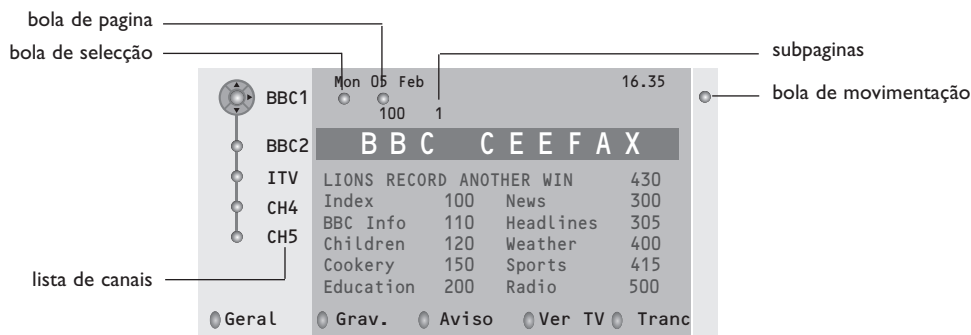 bola de pagina
bola de selecção
subpaginas
bola de movimentação
lista de canais
Mon 05 Feb 16.35
BBC1
100 1
BBC2
BBC CEEFAX
ITV
CH4
CH5
LIONS RECORD ANOTHER WIN 430
Index 100 News 300
BBC Info 110 Headlines 305
Children 120 Weather 400
Cookery 150 Sports 415
Education 200 Radio 500
Geral Grav. Aviso Ver TV Tranc